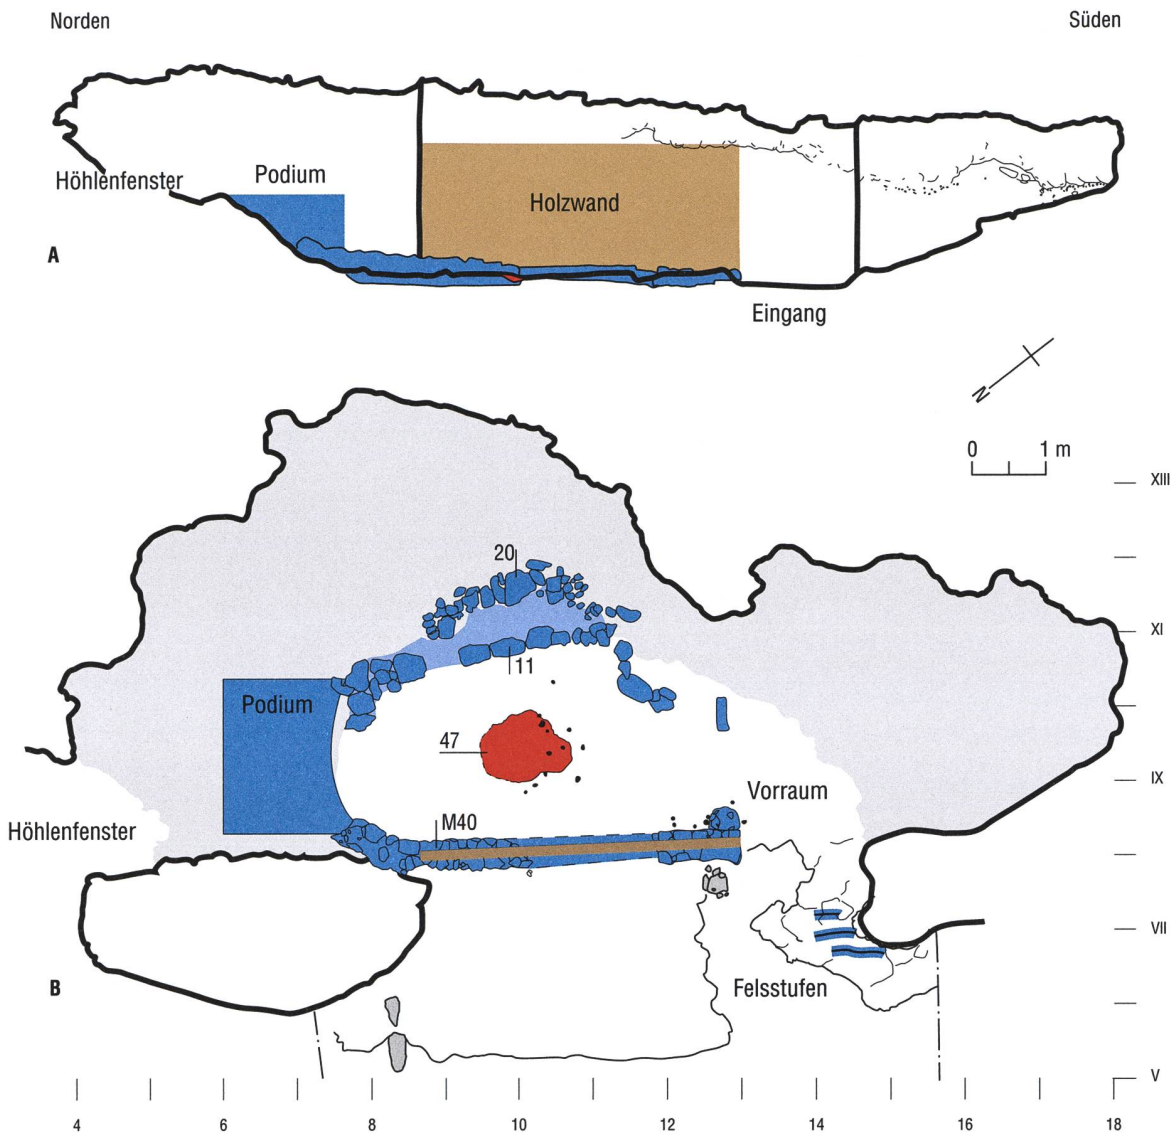 Norden
Süden
Höhlenfenster
Podium
Holzwand
A
Eingang
N
0 1 m
XIII
20
XI
11
Podium
47
IX
Vorraum
Höhlenfenster
M40
VII
Felsstufen
B
V
4 6 8 10 12 14 16 18